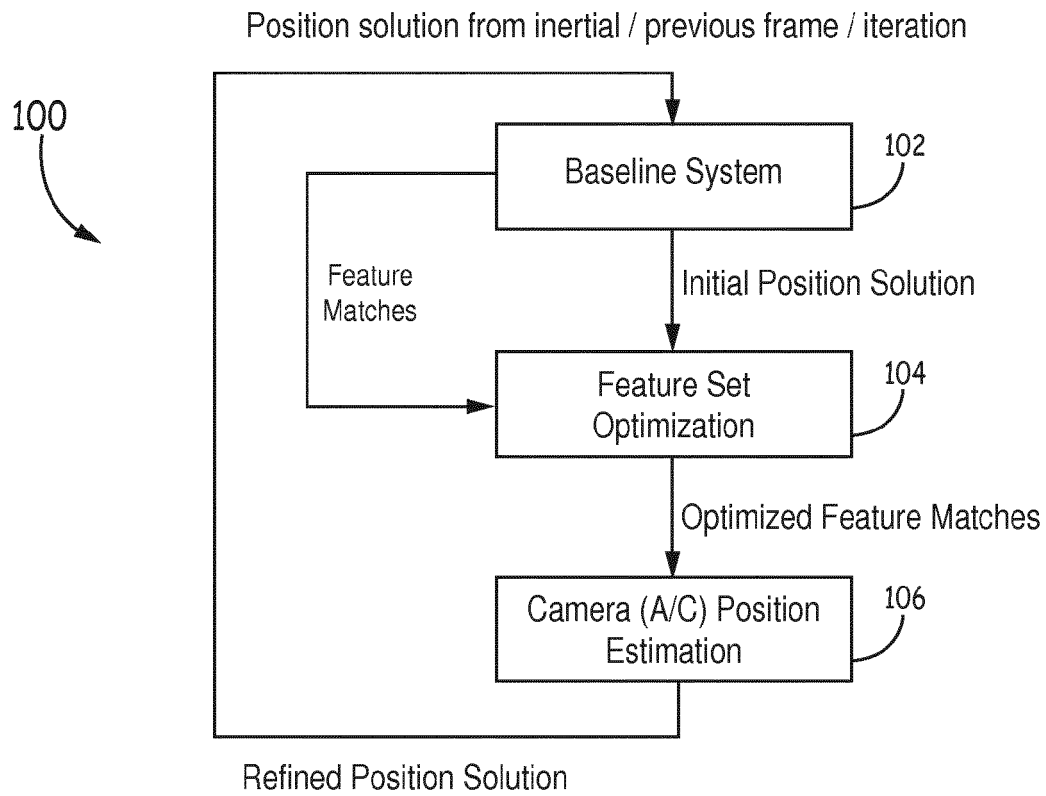 Position solution from inertial / previous frame / iteration
100
Baseline System
102
Feature
Matches
Initial Position Solution
Feature Set
Optimization
104
Optimized Feature Matches
Camera (A/C) Position
Estimation
106
Refined Position Solution